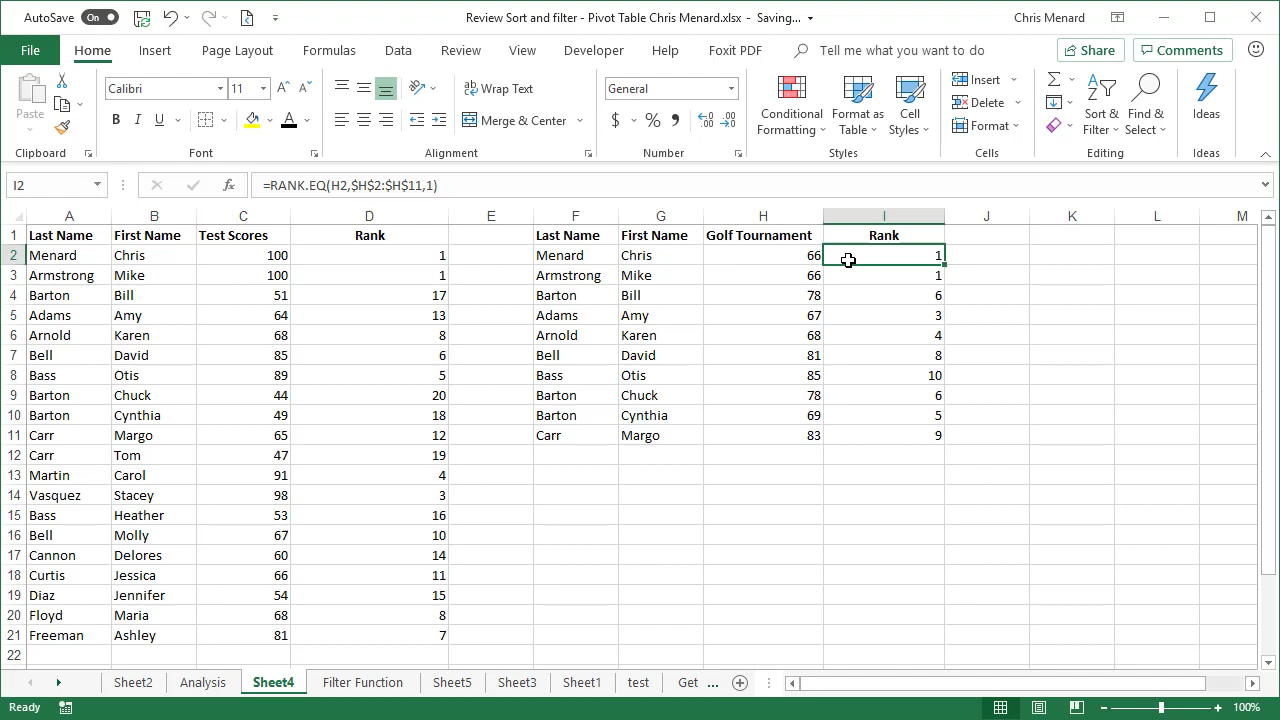 AutoSave On Review Sort and filter - Pivot Table Chris Menard.xlsx - Saving... Chris Menard
File Home Insert Page Layout Formulas Data Review View Developer Help Foxit PDF Tell me what you want to do Share Comments
Paste Calibri 11 A A ab Wrap Text General Conditional Formatting Format as Table Cell Styles Insert Delete Format Sort & Filter Find & Select Ideas
B I U A Merge & Center $ % 9
Clipboard Font Alignment Number Styles Cells Editing Ideas
I2 fx =RANK.EQ(H2,$H$2:$H$11,1)
A B C D E F G H I J K L M
1 Last Name First Name Test Scores Rank Last Name First Name Golf Tournament Rank
2 Menard Chris 100 1 Menard Chris 66 1
3 Armstrong Mike 100 1 Armstrong Mike 66 1
4 Barton Bill 51 17 Barton Bill 78 6
5 Adams Amy 64 13 Adams Amy 67 3
6 Arnold Karen 68 8 Arnold Karen 68 4
7 Bell David 85 6 Bell David 81 8
8 Bass Otis 89 5 Bass Otis 85 10
9 Barton Chuck 44 20 Barton Chuck 78 6
10 Barton Cynthia 49 18 Barton Cynthia 69 5
11 Carr Margo 65 12 Carr Margo 83 9
12 Carr Tom 47 19
13 Martin Carol 91 4
14 Vasquez Stacey 98 3
15 Bass Heather 53 16
16 Bell Molly 67 10
17 Cannon Delores 60 14
18 Curtis Jessica 66 11
19 Diaz Jennifer 54 15
20 Floyd Maria 68 8
21 Freeman Ashley 81 7
22
Sheet2 Analysis Sheet4 Filter Function Sheet5 Sheet3 Sheet1 test Get ...
Ready 100%